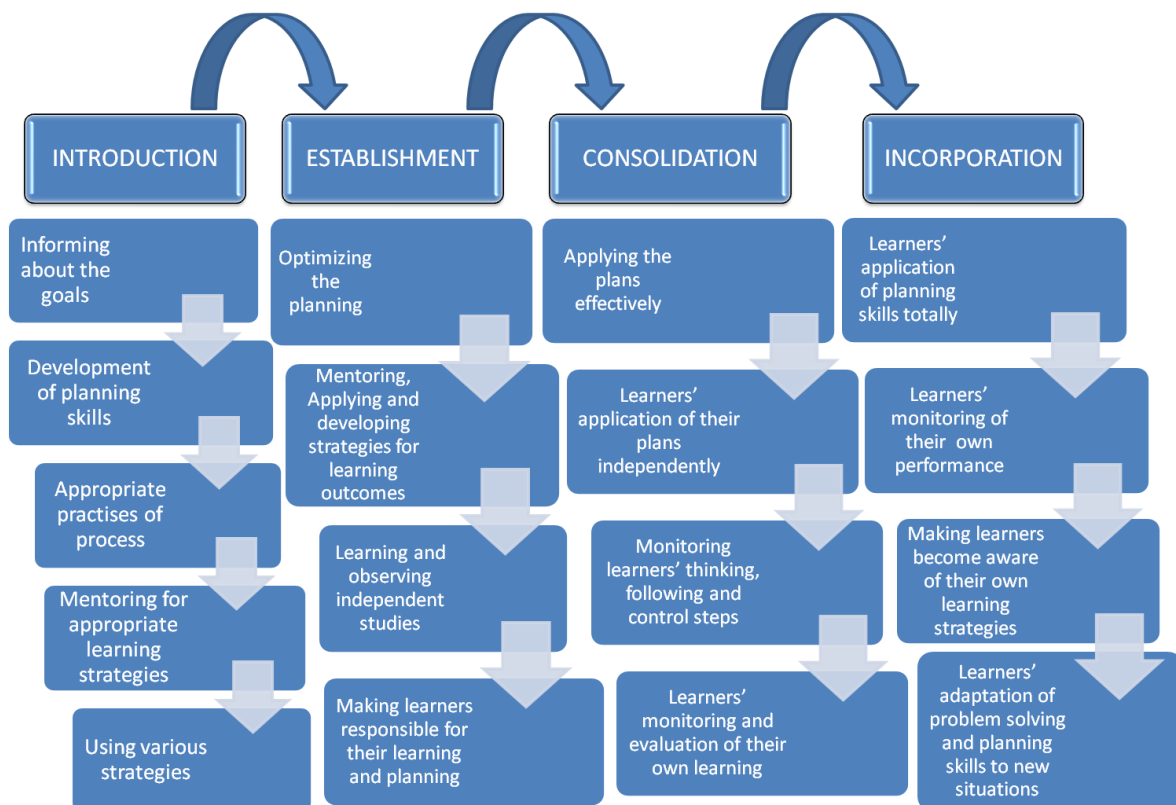 INTRODUCTION
Informing
about the
goals
Development
of planning
skills
Appropriate
practises of
process
Mentoring for
appropriate
learning
strategies
Using various
strategies
ESTABLISHMENT
Optimizing
the
planning
Mentoring,
Applying and
developing
strategies for
learning
outcomes
Learning and
observing
independent
studies
Making learners
responsible for
their learning
and planning
CONSOLIDATION
Applying the
plans
effectively
Learners’
application of their
plans
independently
Monitoring
learners’ thinking,
following and
control steps
Learners’
monitoring and
evaluation of their
own learning
INCORPORATION
Learners’
application
of planning
skills totally
Learners’
monitoring of
their own
performance
Making learners
become aware
of their own
learning
strategies
Learners’
adaptation of
problem solving
and planning
skills to new
situations